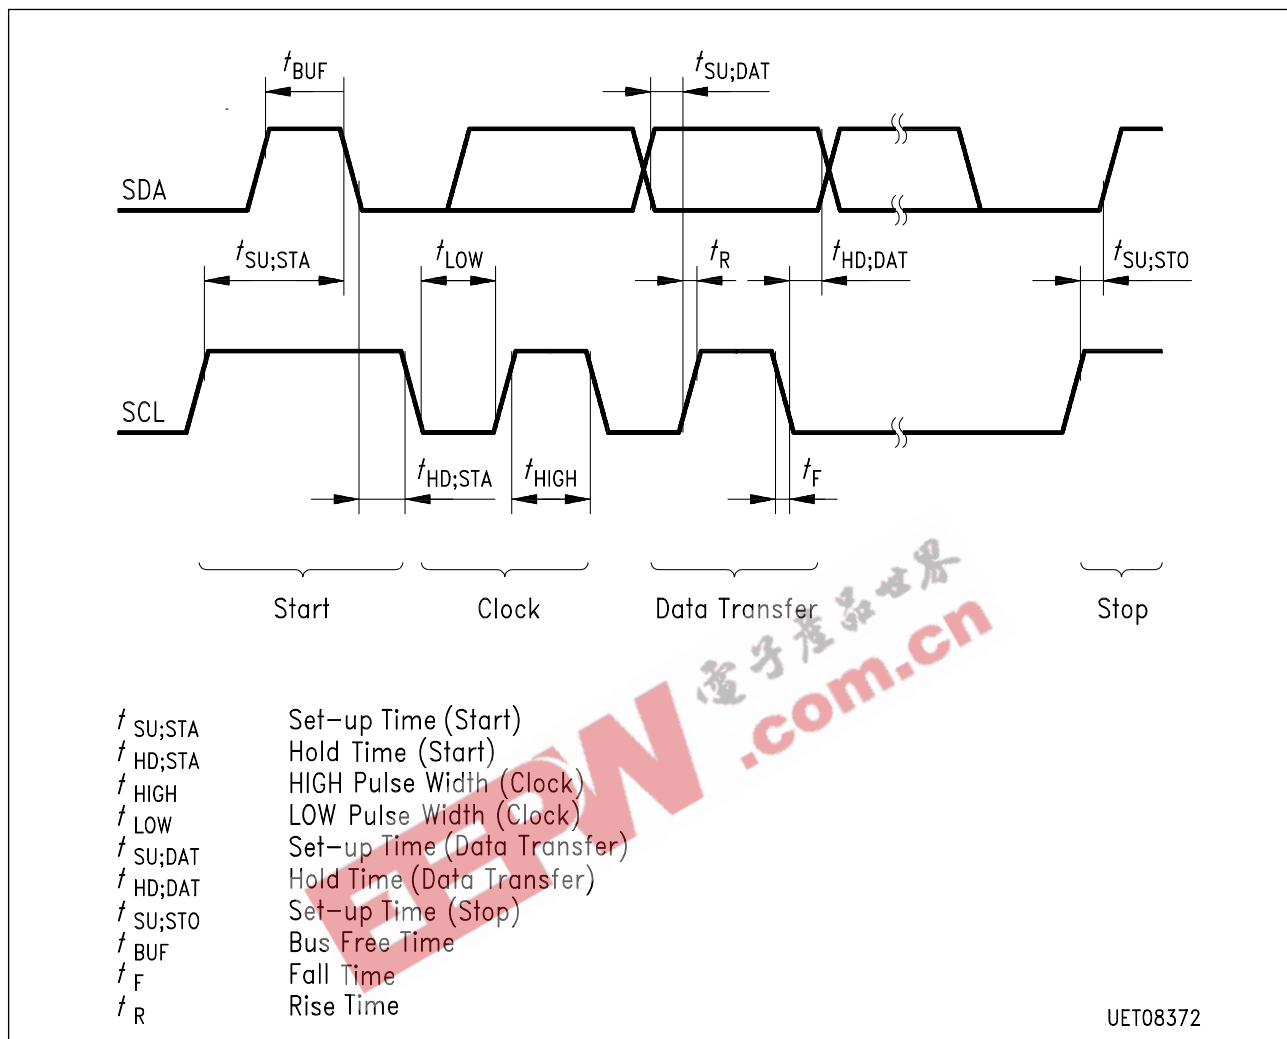 tBUF
tSU;DAT
SDA
tSU;STA
tLOW
tR
tHD;DAT
tSU;STO
SCL
tHD;STA
tHIGH
tF
Start
Clock
Data Transfer
Stop
電子產品世界
.com.cn
EEPW
tSU;STA Set-up Time (Start)
tHD;STA Hold Time (Start)
tHIGH HIGH Pulse Width (Clock)
tLOW LOW Pulse Width (Clock)
tSU;DAT Set-up Time (Data Transfer)
tHD;DAT Hold Time (Data Transfer)
tSU;STO Set-up Time (Stop)
tBUF Bus Free Time
tF Fall Time
tR Rise Time
UET08372